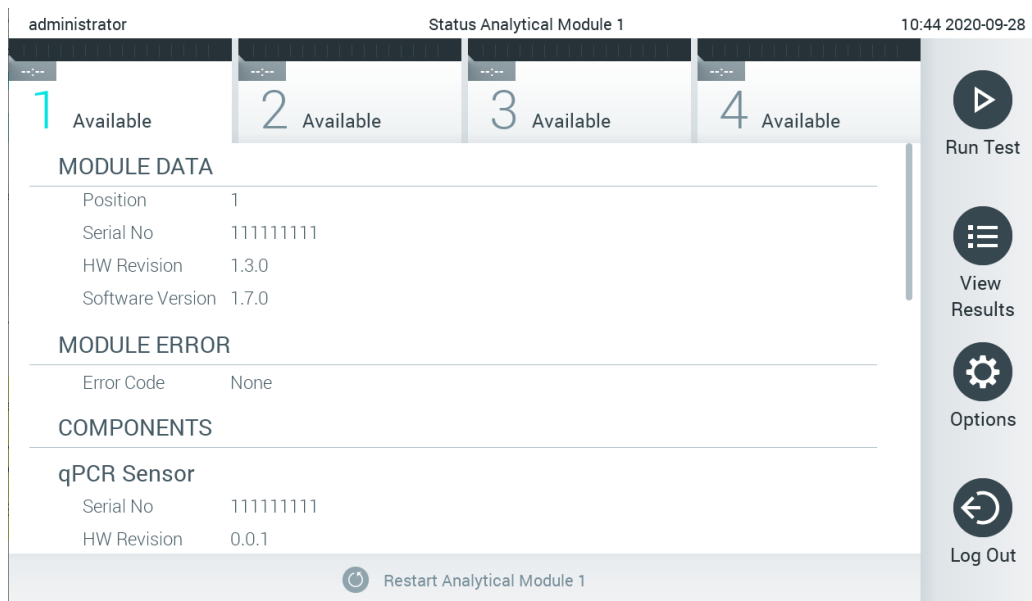 administrator Status Analytical Module 1 10:44 2020-09-28
--:-- --:-- --:-- --:--
1 Available 2 Available 3 Available 4 Available
MODULE DATA
Position 1
Serial No 111111111
HW Revision 1.3.0
Software Version 1.7.0
MODULE ERROR
Error Code None
COMPONENTS
qPCR Sensor
Serial No 111111111
HW Revision 0.0.1
Restart Analytical Module 1
Run Test
View
Results
Options
Log Out